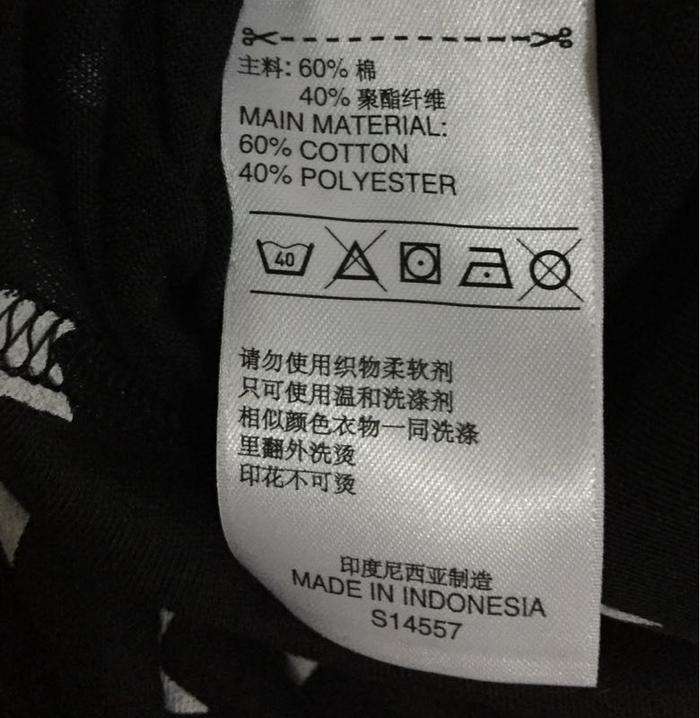 主料: 60% 棉
40% 聚酯纤维
MAIN MATERIAL:
60% COTTON
40% POLYESTER
40
请勿使用织物柔软剂
只可使用温和洗涤剂
相似颜色衣物一同洗涤
里翻外洗烫
印花不可烫
印度尼西亚制造
MADE IN INDONESIA
S14557